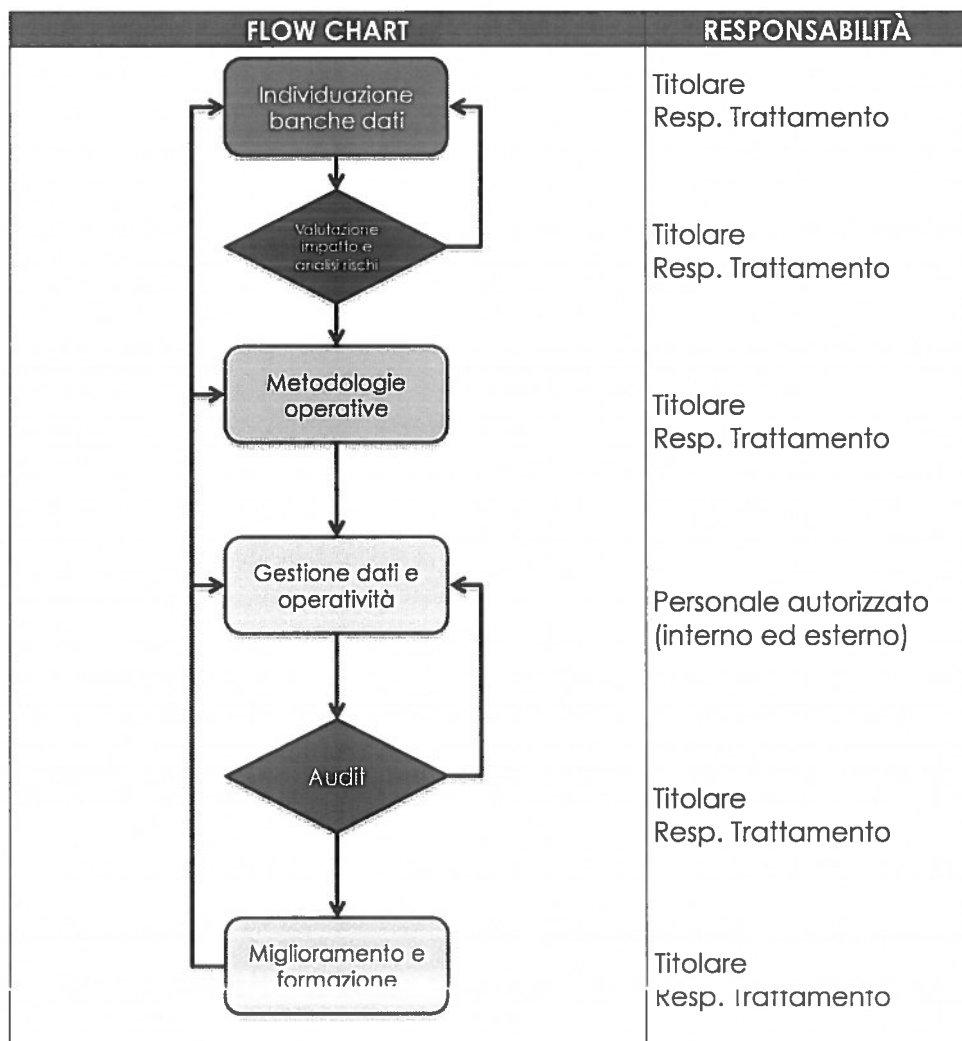 FLOW CHART
RESPONSABILITÀ
Individuazione
banche dati
Titolare
Resp. Trattamento
Valutazione
impatto e
analisi rischi
Titolare
Resp. Trattamento
Metodologie
operative
Titolare
Resp. Trattamento
Gestione dati e
operatività
Personale autorizzato
(interno ed esterno)
Audit
Titolare
Resp. Trattamento
Miglioramento e
formazione
Titolare
Resp. Trattamento